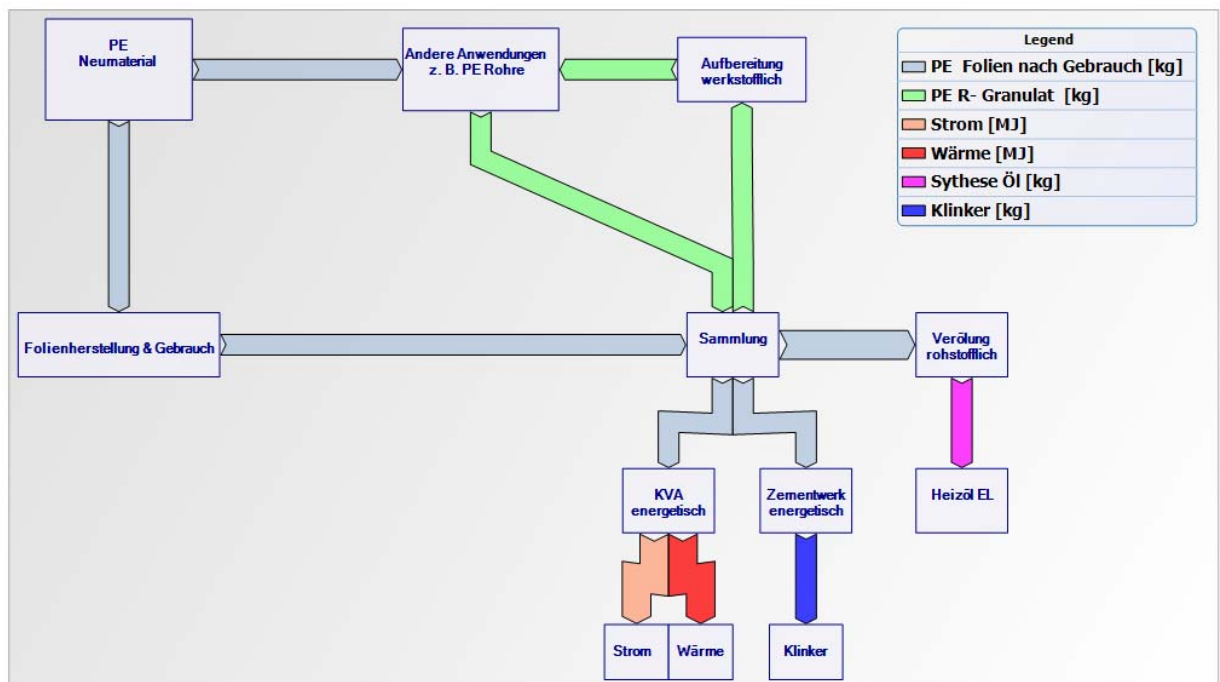 PE
Neumaterial
Andere Anwendungen
z. B. PE Rohre
Aufbereitung
werkstofflich
Legend
PE Folien nach Gebrauch [kg]
PE R- Granulat [kg]
Strom [MJ]
Wärme [MJ]
Sythese Öl [kg]
Klinker [kg]
Folienherstellung & Gebrauch
Sammlung
Verölung
rohstofflich
KVA
energetisch
Zementwerk
energetisch
Heizöl EL
Strom
Wärme
Klinker